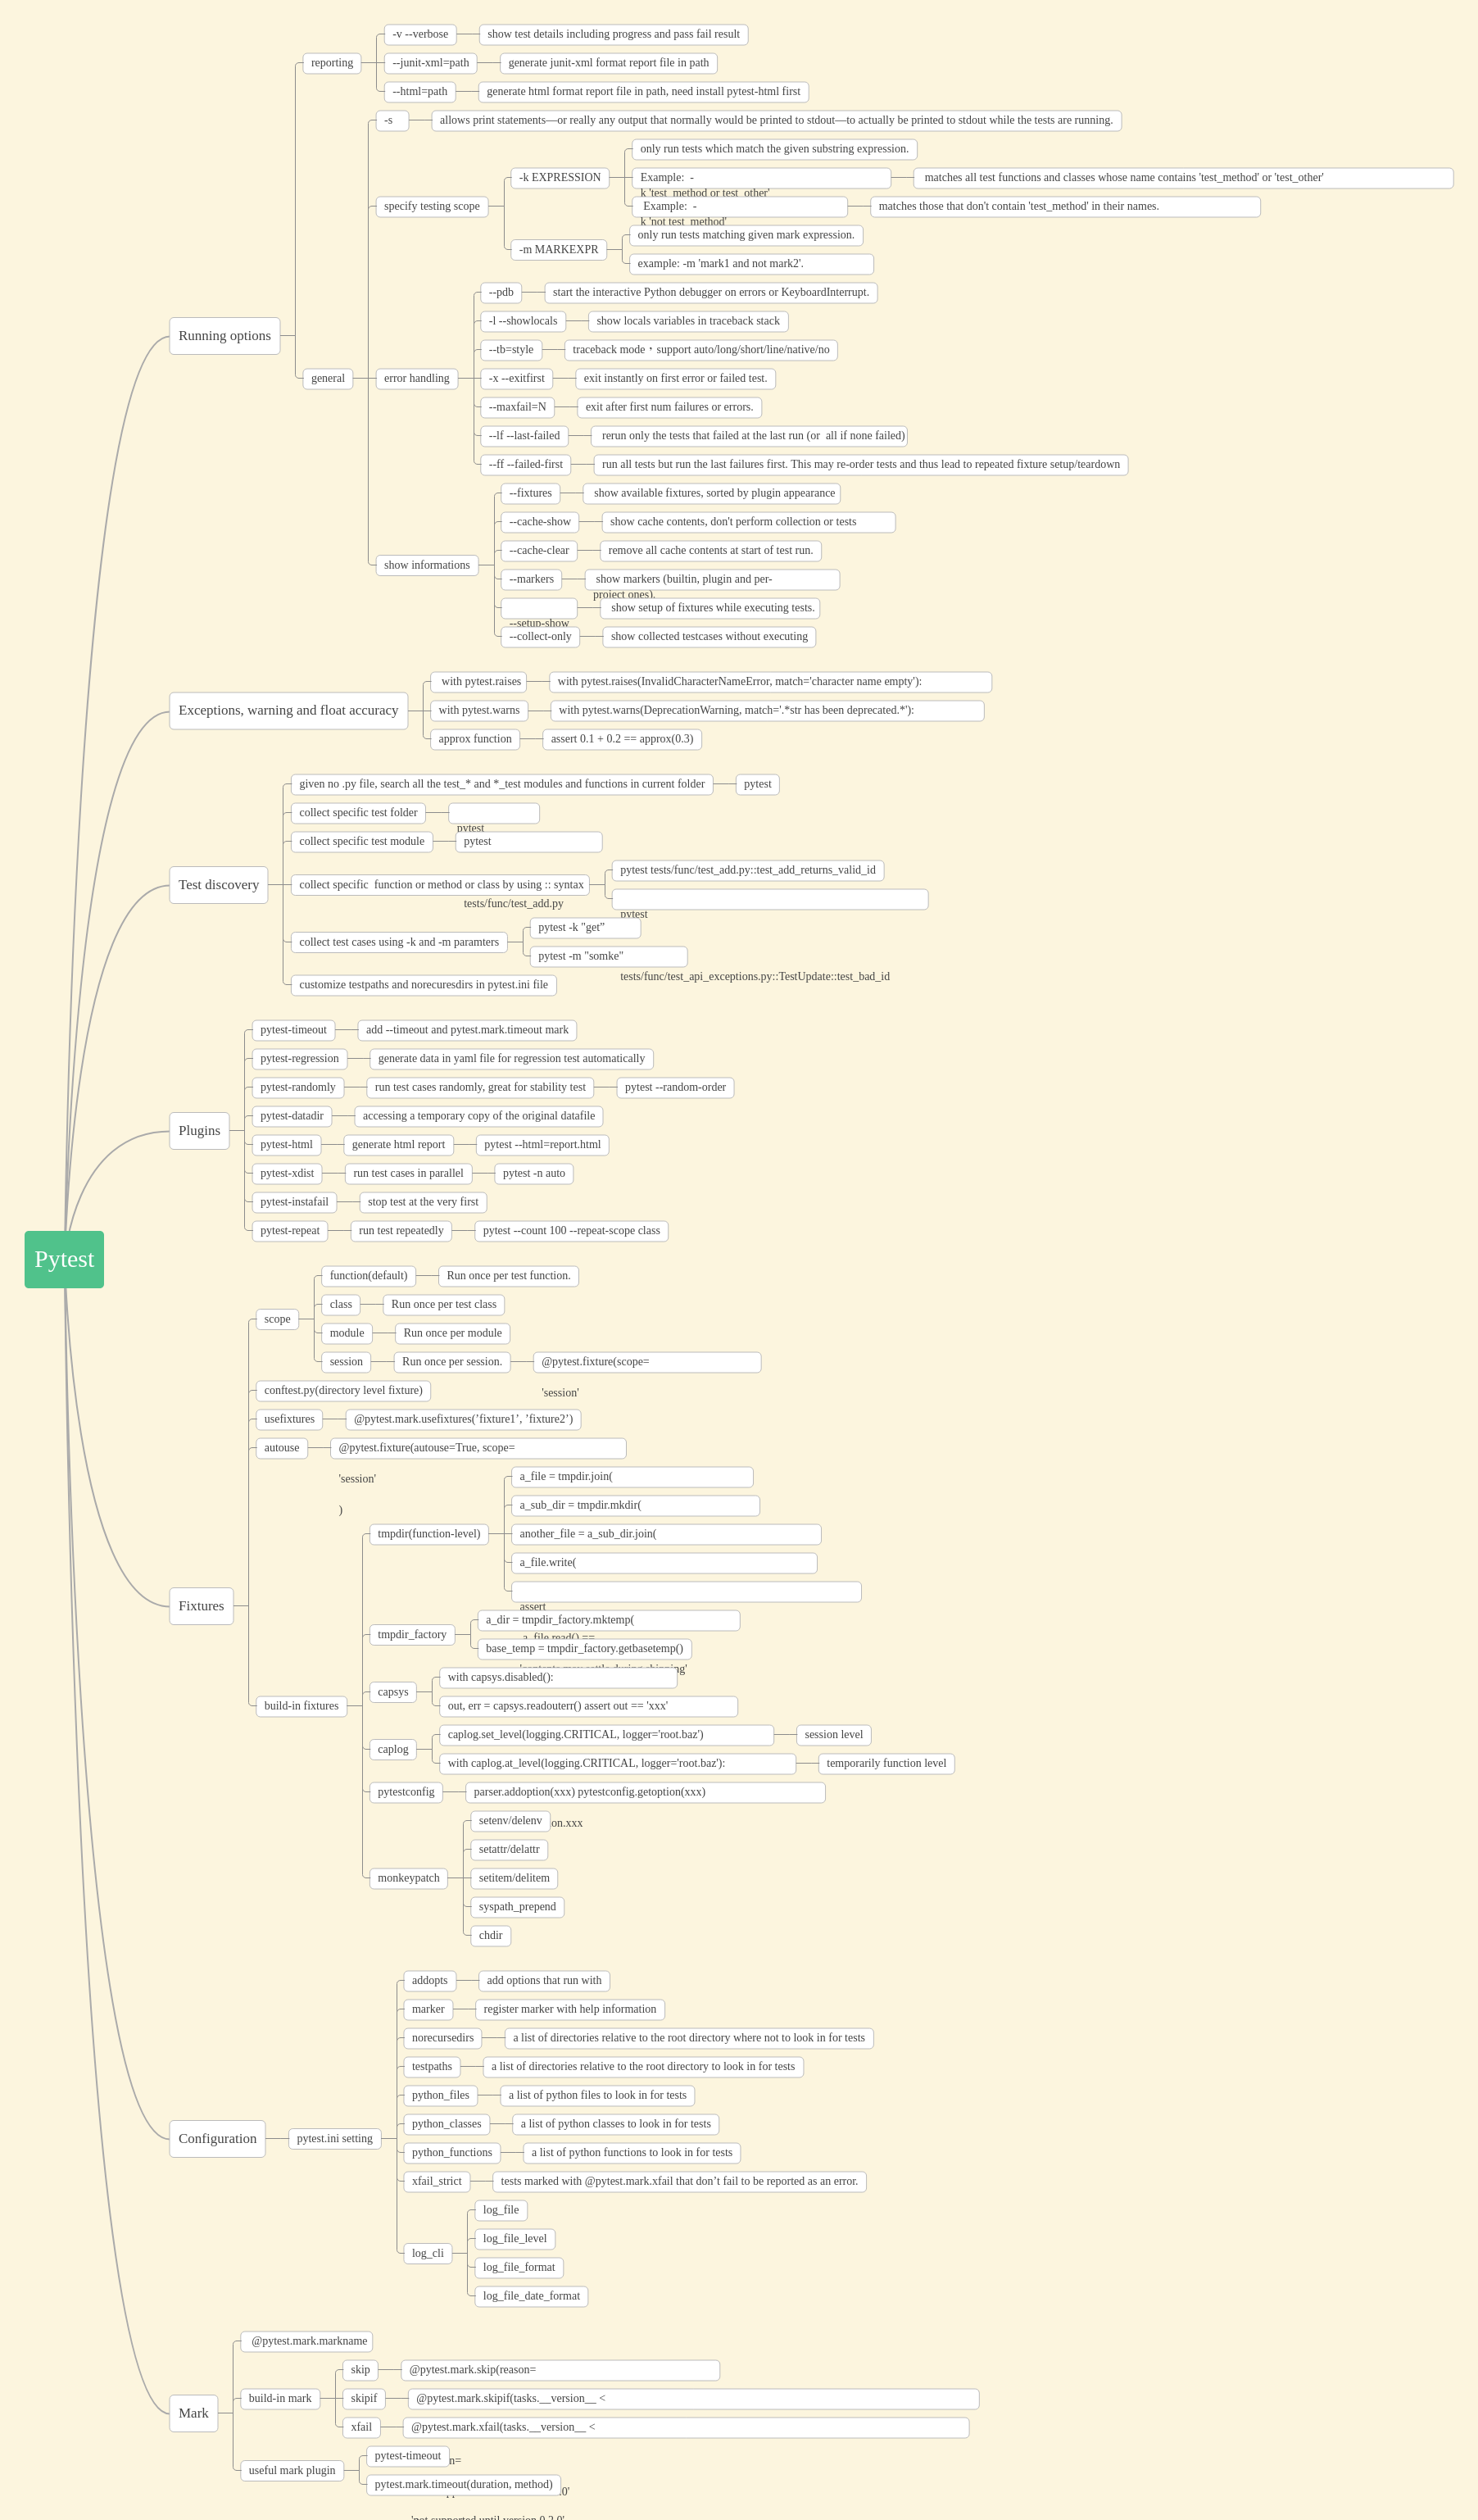 -v --verbose
show test details including progress and pass fail result
reporting
--junit-xml=path
generate junit-xml format report file in path
--html=path
generate html format report file in path, need install pytest-html first
-s
allows print statements—or really any output that normally would be printed to stdout—to actually be printed to stdout while the tests are running.
only run tests which match the given substring expression.
-k EXPRESSION
Example:  -
k 'test_method or test_other'
matches all test functions and classes whose name contains 'test_method' or 'test_other'
specify testing scope
Example:  -
k 'not test_method'
matches those that don't contain 'test_method' in their names.
-m MARKEXPR
only run tests matching given mark expression.
example: -m 'mark1 and not mark2'.
--pdb
start the interactive Python debugger on errors or KeyboardInterrupt.
-l --showlocals
show locals variables in traceback stack
Running options
--tb=style
traceback mode，support auto/long/short/line/native/no
general
error handling
-x --exitfirst
exit instantly on first error or failed test.
--maxfail=N
exit after first num failures or errors.
--lf --last-failed
rerun only the tests that failed at the last run (or  all if none failed)
--ff --failed-first
run all tests but run the last failures first. This may re-order tests and thus lead to repeated fixture setup/teardown
--fixtures
show available fixtures, sorted by plugin appearance
--cache-show
show cache contents, don't perform collection or tests
--cache-clear
remove all cache contents at start of test run.
show informations
--markers
show markers (builtin, plugin and per-
project ones).
--setup-show
show setup of fixtures while executing tests.
--collect-only
show collected testcases without executing
Exceptions, warning and float accuracy
with pytest.raises
with pytest.raises(InvalidCharacterNameError, match='character name empty'):
with pytest.warns
with pytest.warns(DeprecationWarning, match='.*str has been deprecated.*'):
approx function
assert 0.1 + 0.2 == approx(0.3)
given no .py file, search all the test_* and *_test modules and functions in current folder
pytest
collect specific test folder
pytest
collect specific test module
pytest
tests/func/test_add.py
Test discovery
collect specific  function or method or class by using :: syntax
pytest tests/func/test_add.py::test_add_returns_valid_id
pytest
tests/func/test_api_exceptions.py::TestUpdate::test_bad_id
collect test cases using -k and -m paramters
pytest -k "get"
pytest -m "somke"
customize testpaths and norecuresdirs in pytest.ini file
Plugins
pytest-timeout
add --timeout and pytest.mark.timeout mark
pytest-regression
generate data in yaml file for regression test automatically
pytest-randomly
run test cases randomly, great for stability test
pytest --random-order
pytest-datadir
accessing a temporary copy of the original datafile
pytest-html
generate html report
pytest --html=report.html
pytest-xdist
run test cases in parallel
pytest -n auto
pytest-instafail
stop test at the very first
pytest-repeat
run test repeatedly
pytest --count 100 --repeat-scope class
Pytest
scope
function(default)
Run once per test function.
class
Run once per test class
module
Run once per module
session
Run once per session.
@pytest.fixture(scope=
'session'
conftest.py(directory level fixture)
usefixtures
@pytest.mark.usefixtures(’fixture1’, ’fixture2’)
autouse
@pytest.fixture(autouse=True, scope=
'session'
)
Fixtures
build-in fixtures
tmpdir(function-level)
a_file = tmpdir.join(
a_sub_dir = tmpdir.mkdir(
another_file = a_sub_dir.join(
a_file.write(
assert
a_file.read() ==
'contents may settle during shipping'
tmpdir_factory
a_dir = tmpdir_factory.mktemp(
base_temp = tmpdir_factory.getbasetemp()
capsys
with capsys.disabled():
out, err = capsys.readouterr() assert out == 'xxx'
caplog
caplog.set_level(logging.CRITICAL, logger='root.baz')
session level
with caplog.at_level(logging.CRITICAL, logger='root.baz'):
temporarily function level
pytestconfig
parser.addoption(xxx) pytestconfig.getoption(xxx)
on.xxx
monkeypatch
setenv/delenv
setattr/delattr
setitem/delitem
syspath_prepend
chdir
Configuration
pytest.ini setting
addopts
add options that run with
marker
register marker with help information
norecursedirs
a list of directories relative to the root directory where not to look in for tests
testpaths
a list of directories relative to the root directory to look in for tests
python_files
a list of python files to look in for tests
python_classes
a list of python classes to look in for tests
python_functions
a list of python functions to look in for tests
xfail_strict
tests marked with @pytest.mark.xfail that don’t fail to be reported as an error.
log_cli
log_file
log_file_level
log_file_format
log_file_date_format
Mark
@pytest.mark.markname
build-in mark
skip
@pytest.mark.skip(reason=
skipif
@pytest.mark.skipif(tasks.__version__ <
xfail
@pytest.mark.xfail(tasks.__version__ <
useful mark plugin
pytest-timeout
n=
pytest.mark.timeout(duration, method)
.0'
'not supported until version 0.2.0'